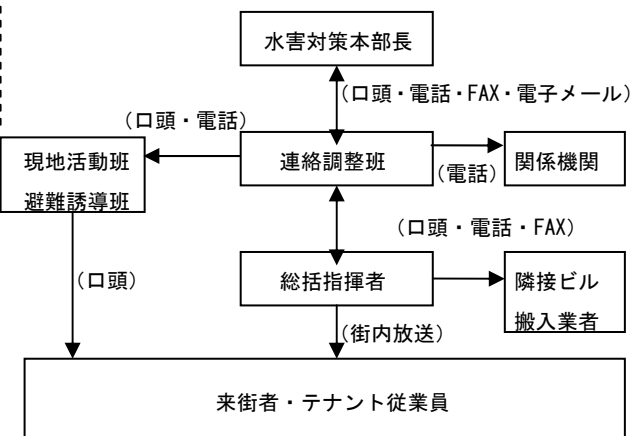 水害対策本部長
（口頭・電話・FAX・電子メール）
（口頭・電話）
現地活動班
避難誘導班
連絡調整班
（電話）
関係機関
（口頭・電話・FAX）
（口頭）
総括指揮者
隣接ビル
搬入業者
（街内放送）
来街者・テナント従業員